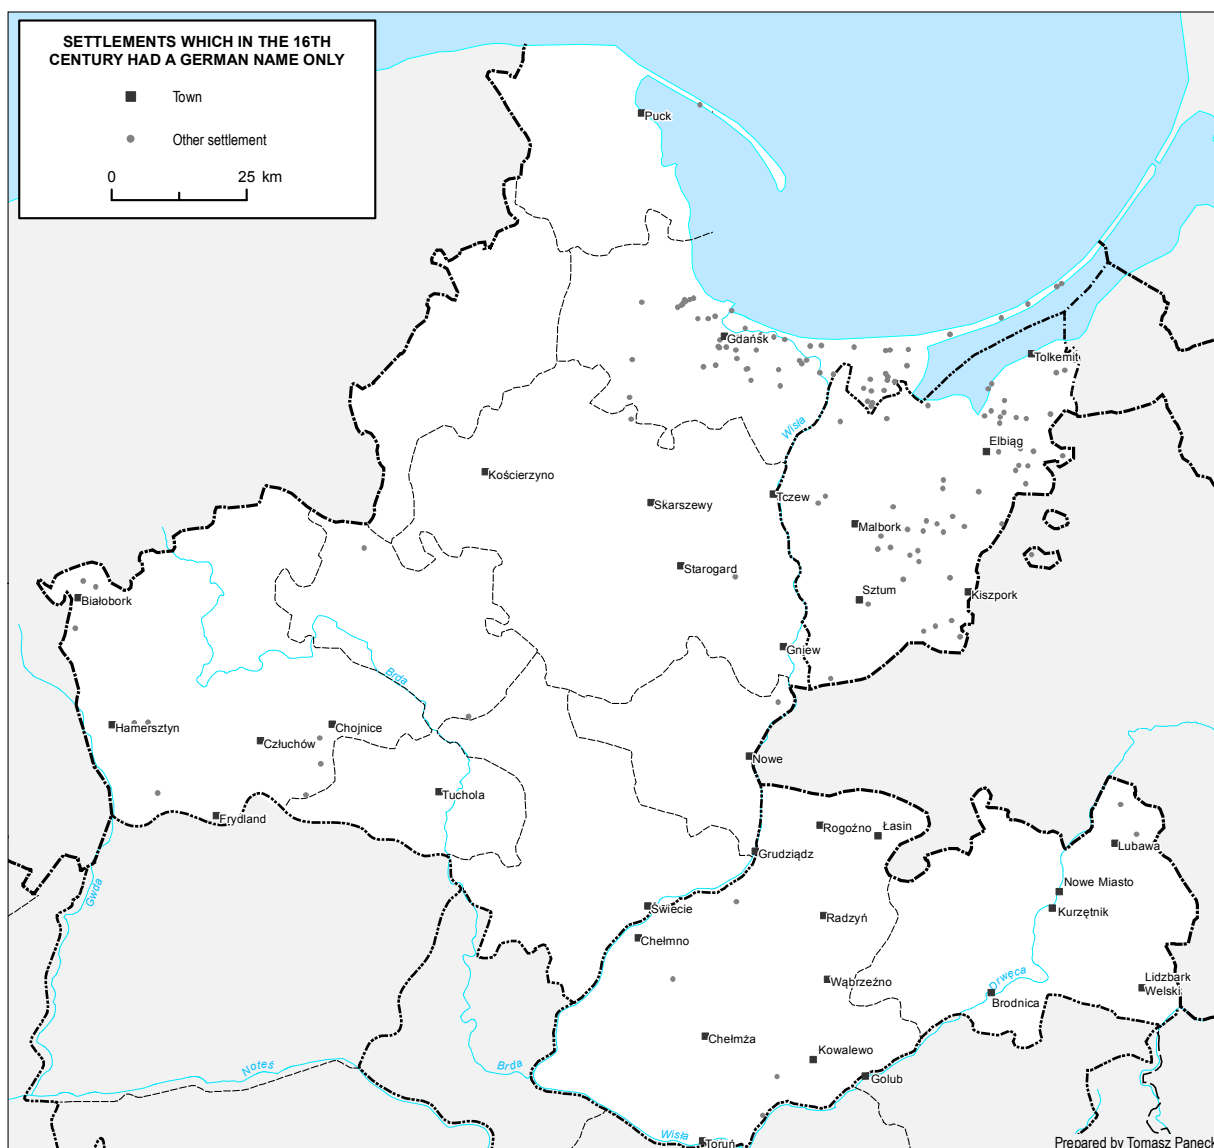 SETTLEMENTS WHICH IN THE 16TH
CENTURY HAD A GERMAN NAME ONLY
Town
Other settlement
0 25 km
Puck
Gdańsk
Tolkemit
Wisła
Elbiąg
Kościerzyno
Skarszewy
Tczew
Malbork
Starogard
Sztum
Kiszpork
Białobork
Gniew
Brda
Hamersztyn
Człuchów
Chojnice
Nowe
Tuchola
Frydland
Rogoźno
Łasin
Lubawa
Grudziądz
Gwda
Nowe Miasto
Kurzętnik
Świecie
Radzyń
Chełmno
Drwęca
Lidzbark
Welski
Wąbrzeźno
Brodnica
Chełmża
Kowalewo
Noteś
Brda
Golub
Wisła
Toruń
Prepared by Tomasz Panecki